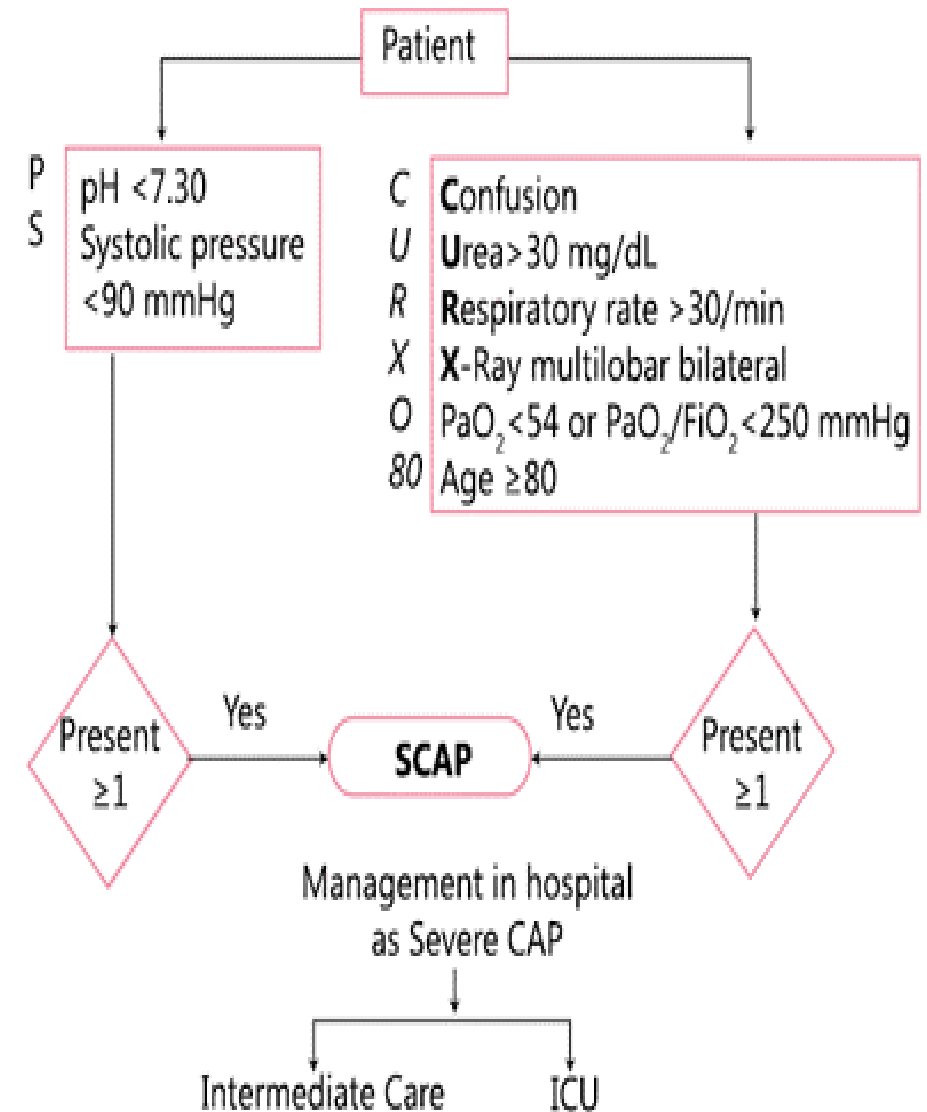 Patient
P
S
pH <7.30
Systolic pressure
<90 mmHg
C
U
R
X
O
80
Confusion
Urea>30 mg/dL
Respiratory rate >30/min
X-Ray multilobar bilateral
PaO₂<54 or PaO₂/FiO₂<250 mmHg
Age ≥80
Present
≥1
Yes
SCAP
Yes
Present
≥1
Management in hospital
as Severe CAP
Intermediate Care
ICU